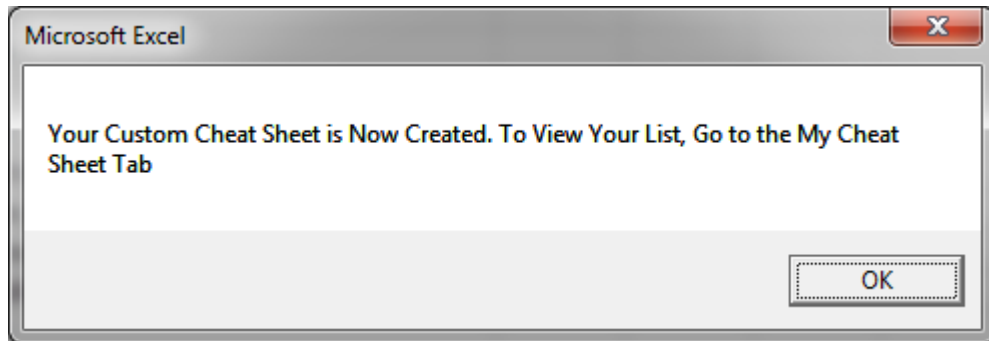 Microsoft Excel
Your Custom Cheat Sheet is Now Created. To View Your List, Go to the My Cheat
Sheet Tab
OK